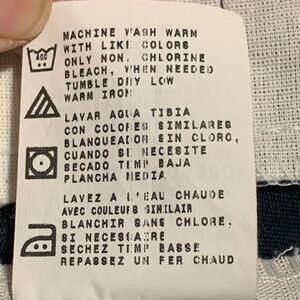 MACHINE WASH WARM
WITH LIKE COLORS
ONLY NON. CHLORINE
BLEACH, WHEN NEEDED
TUMBLE DRY LOW
WARM IRON
LAVAR AGUA TIBIA
CON COLORES SIMILARES
BLANQUEADOR SIN CLORO,
CUANDO SE NECESITE
SECADO TEMP BAJA
PLANCHA MEDIA
LAVEZ A L'EAU CHAUDE
AVEC COULEUFS SIMILAIR
BLANCHIR SANS CHLORE,
SI NECESSAIRE
SECHEZ TEMP BASSE
REPASSEZ UN FER CHAUD